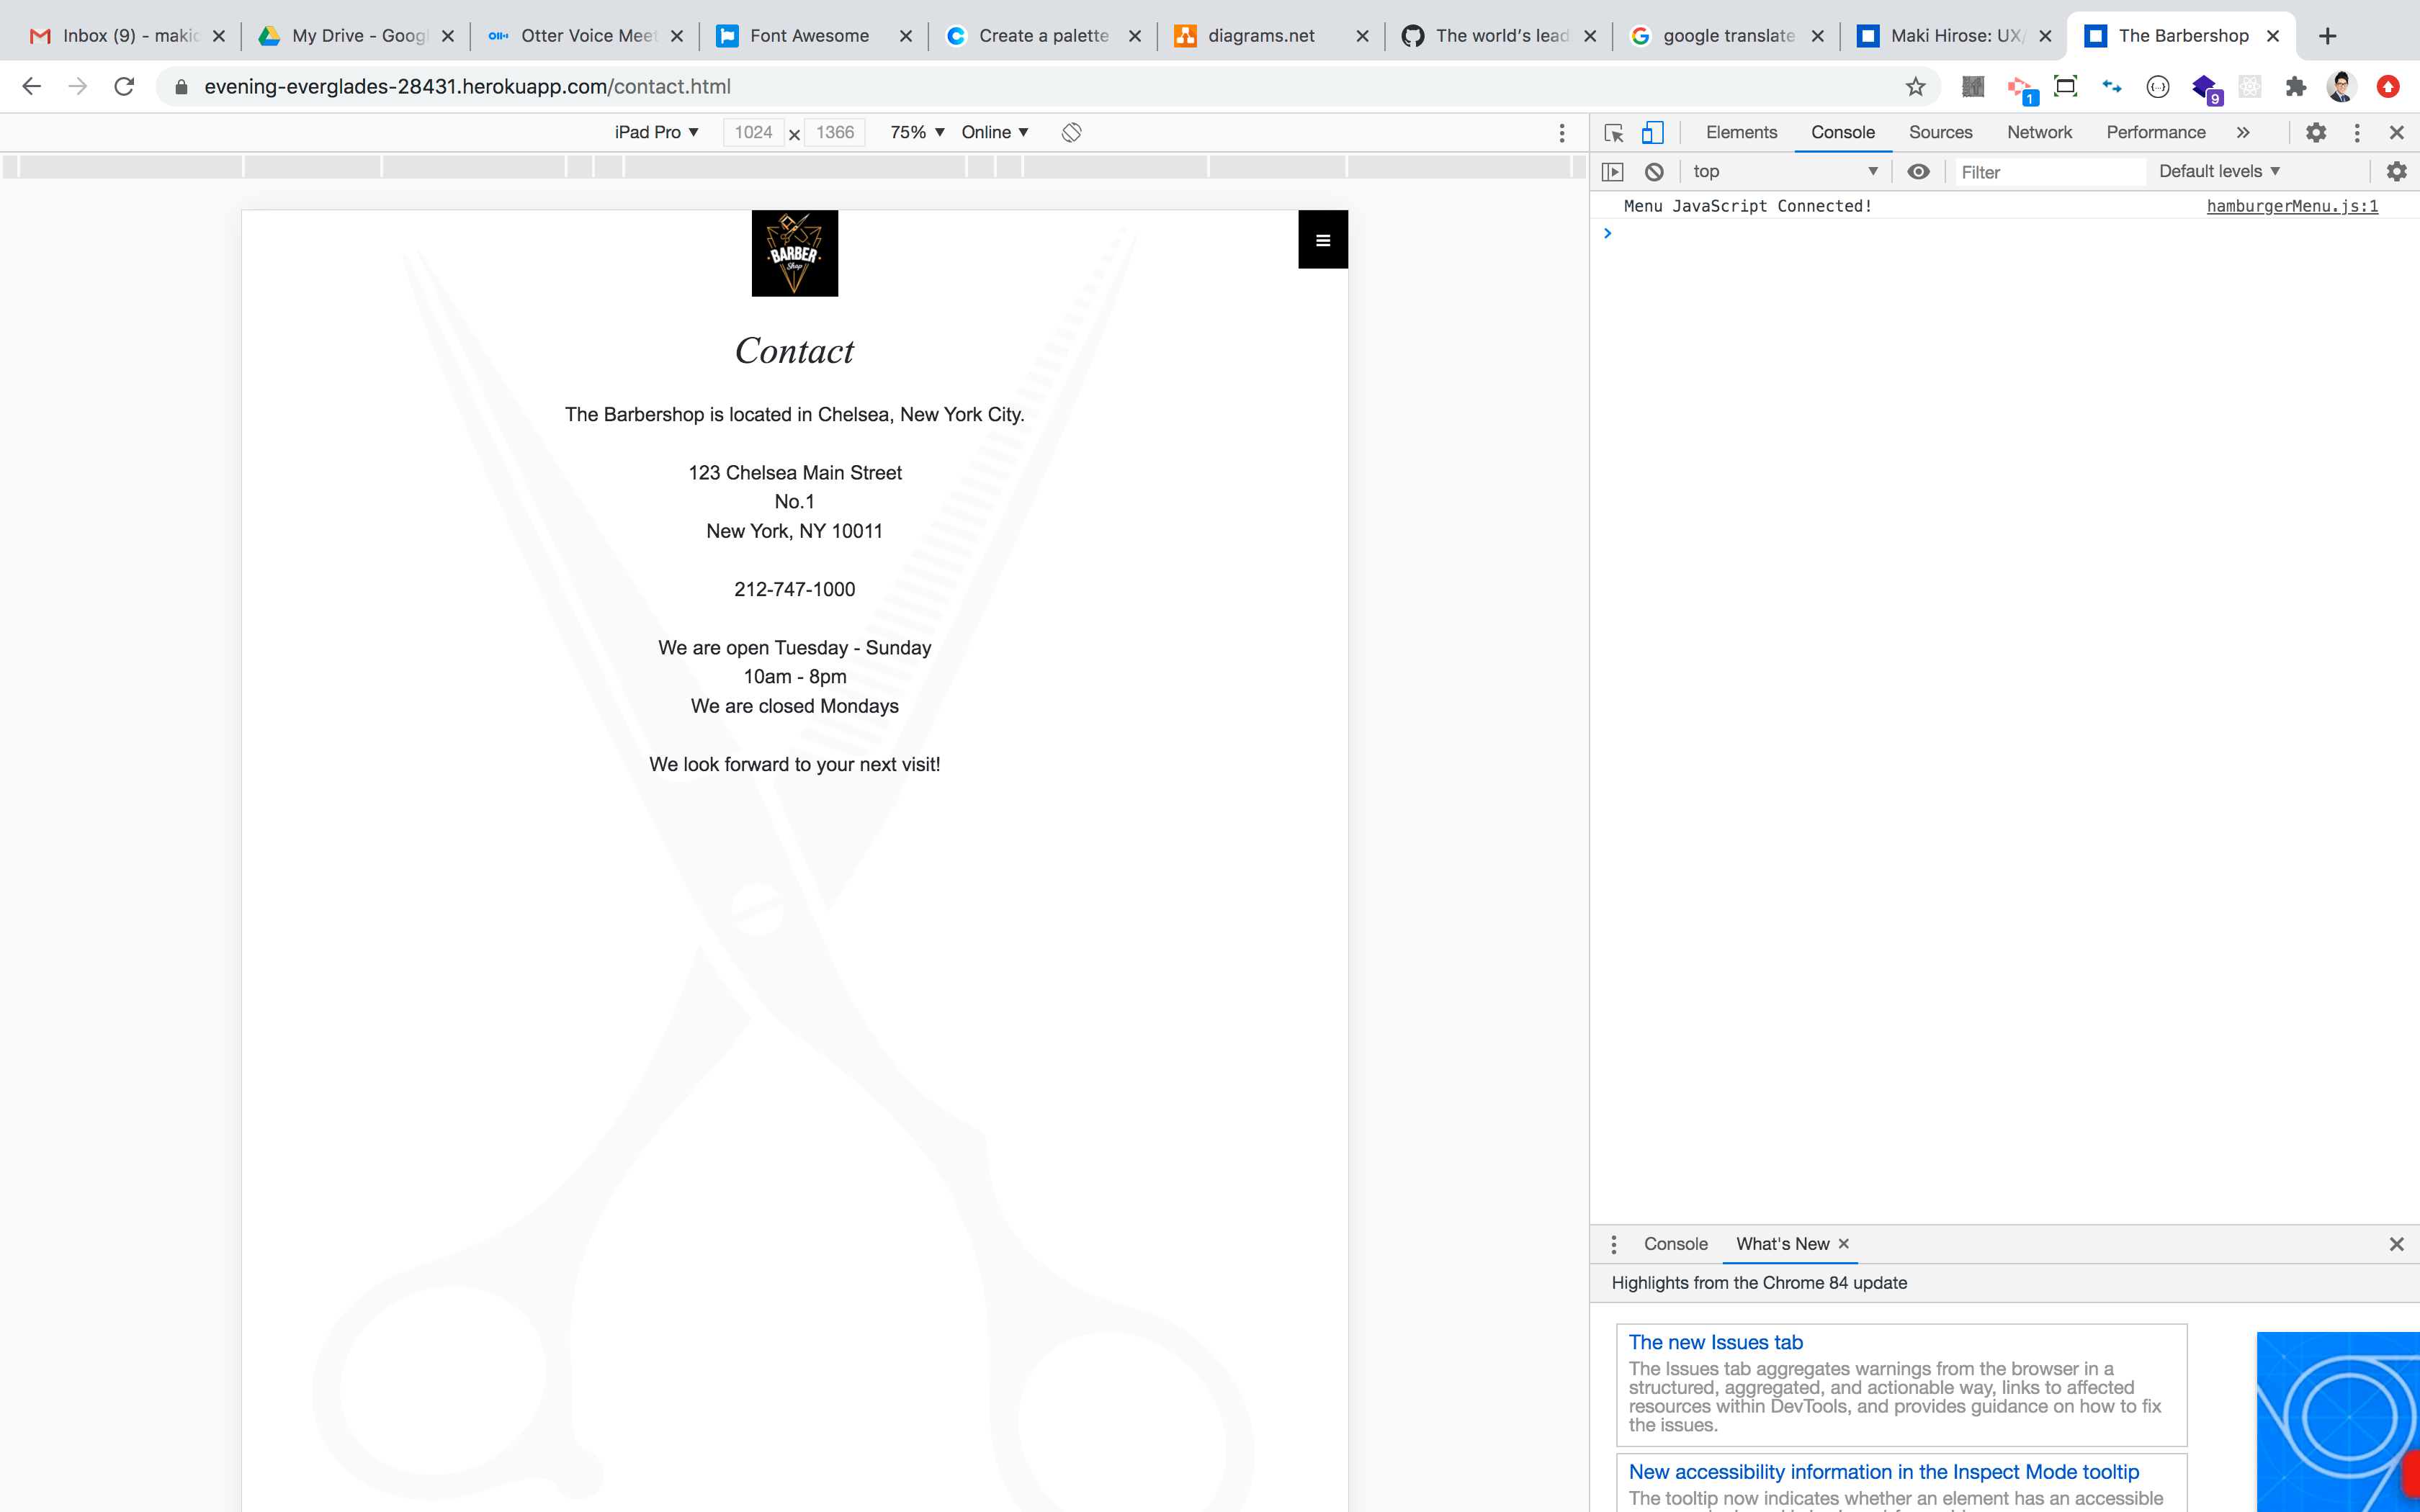 Inbox (9) - makic
My Drive - Googl
Otter Voice Meet
Font Awesome
Create a palette
diagrams.net
The world's lead
google translate
Maki Hirose: UX/
The Barbershop
evening-everglades-28431.herokuapp.com/contact.html
1
9
iPad Pro ▼ 1024 × 1366 75% ▼ Online ▼
Elements Console Sources Network Performance »
top ▼ Filter Default levels ▼
Menu JavaScript Connected! hamburgerMenu.js:1
BARBER
Shop
Contact
The Barbershop is located in Chelsea, New York City.
123 Chelsea Main Street
No.1
New York, NY 10011
212-747-1000
We are open Tuesday - Sunday
10am - 8pm
We are closed Mondays
We look forward to your next visit!
Console What's New
Highlights from the Chrome 84 update
The new Issues tab
The Issues tab aggregates warnings from the browser in a
structured, aggregated, and actionable way, links to affected
resources within DevTools, and provides guidance on how to fix
the issues.
New accessibility information in the Inspect Mode tooltip
The tooltip now indicates whether an element has an accessible